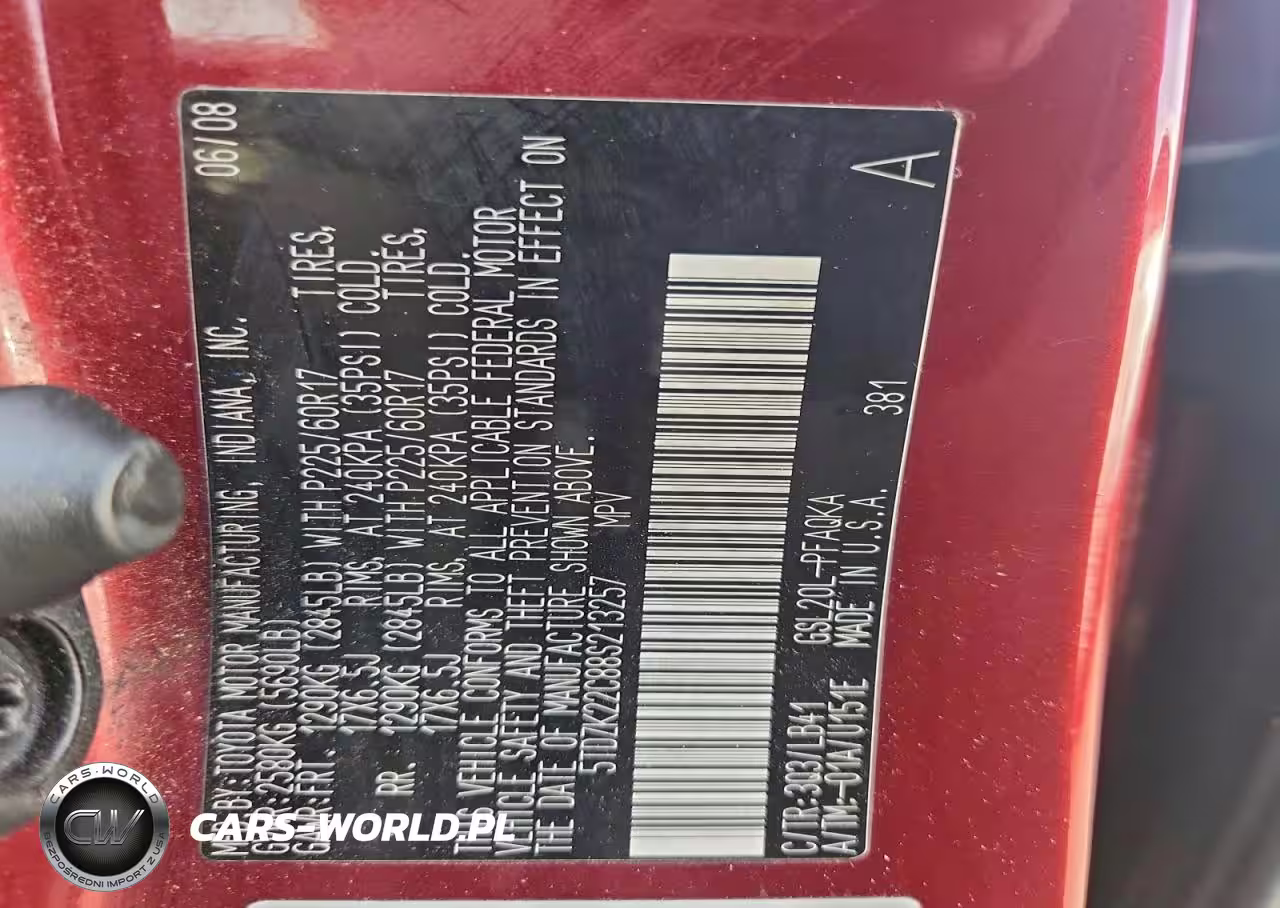 MFD BY:TOYOTA MOTOR MANUFACTURING, INDIANA, INC. 06/08
GVWR:2580KG (5690LB)
GAWR:FRT. 1290KG (2845LB) WITH P225/60R17 TIRES,
17X6.5J RIMS, AT 240KPA (35PSI) COLD.
RR. 1290KG (2845LB) WITH P225/60R17 TIRES,
17X6.5J RIMS, AT 240KPA (35PSI) COLD.
THIS VEHICLE CONFORMS TO ALL APPLICABLE FEDERAL MOTOR
VEHICLE SAFETY AND THEFT PREVENTION STANDARDS IN EFFECT ON
THE DATE OF MANUFACTURE SHOWN ABOVE.
5TDZK22C88S213257 MPV
C/TR:3Q3/LB41 GSL20L-PFAQKA
A/TM:-01A/U151E MADE IN U.S.A. 381
A
CARS-WORLD
CW
BEZPOŚREDNI IMPORT Z USA
CARS-WORLD.PL